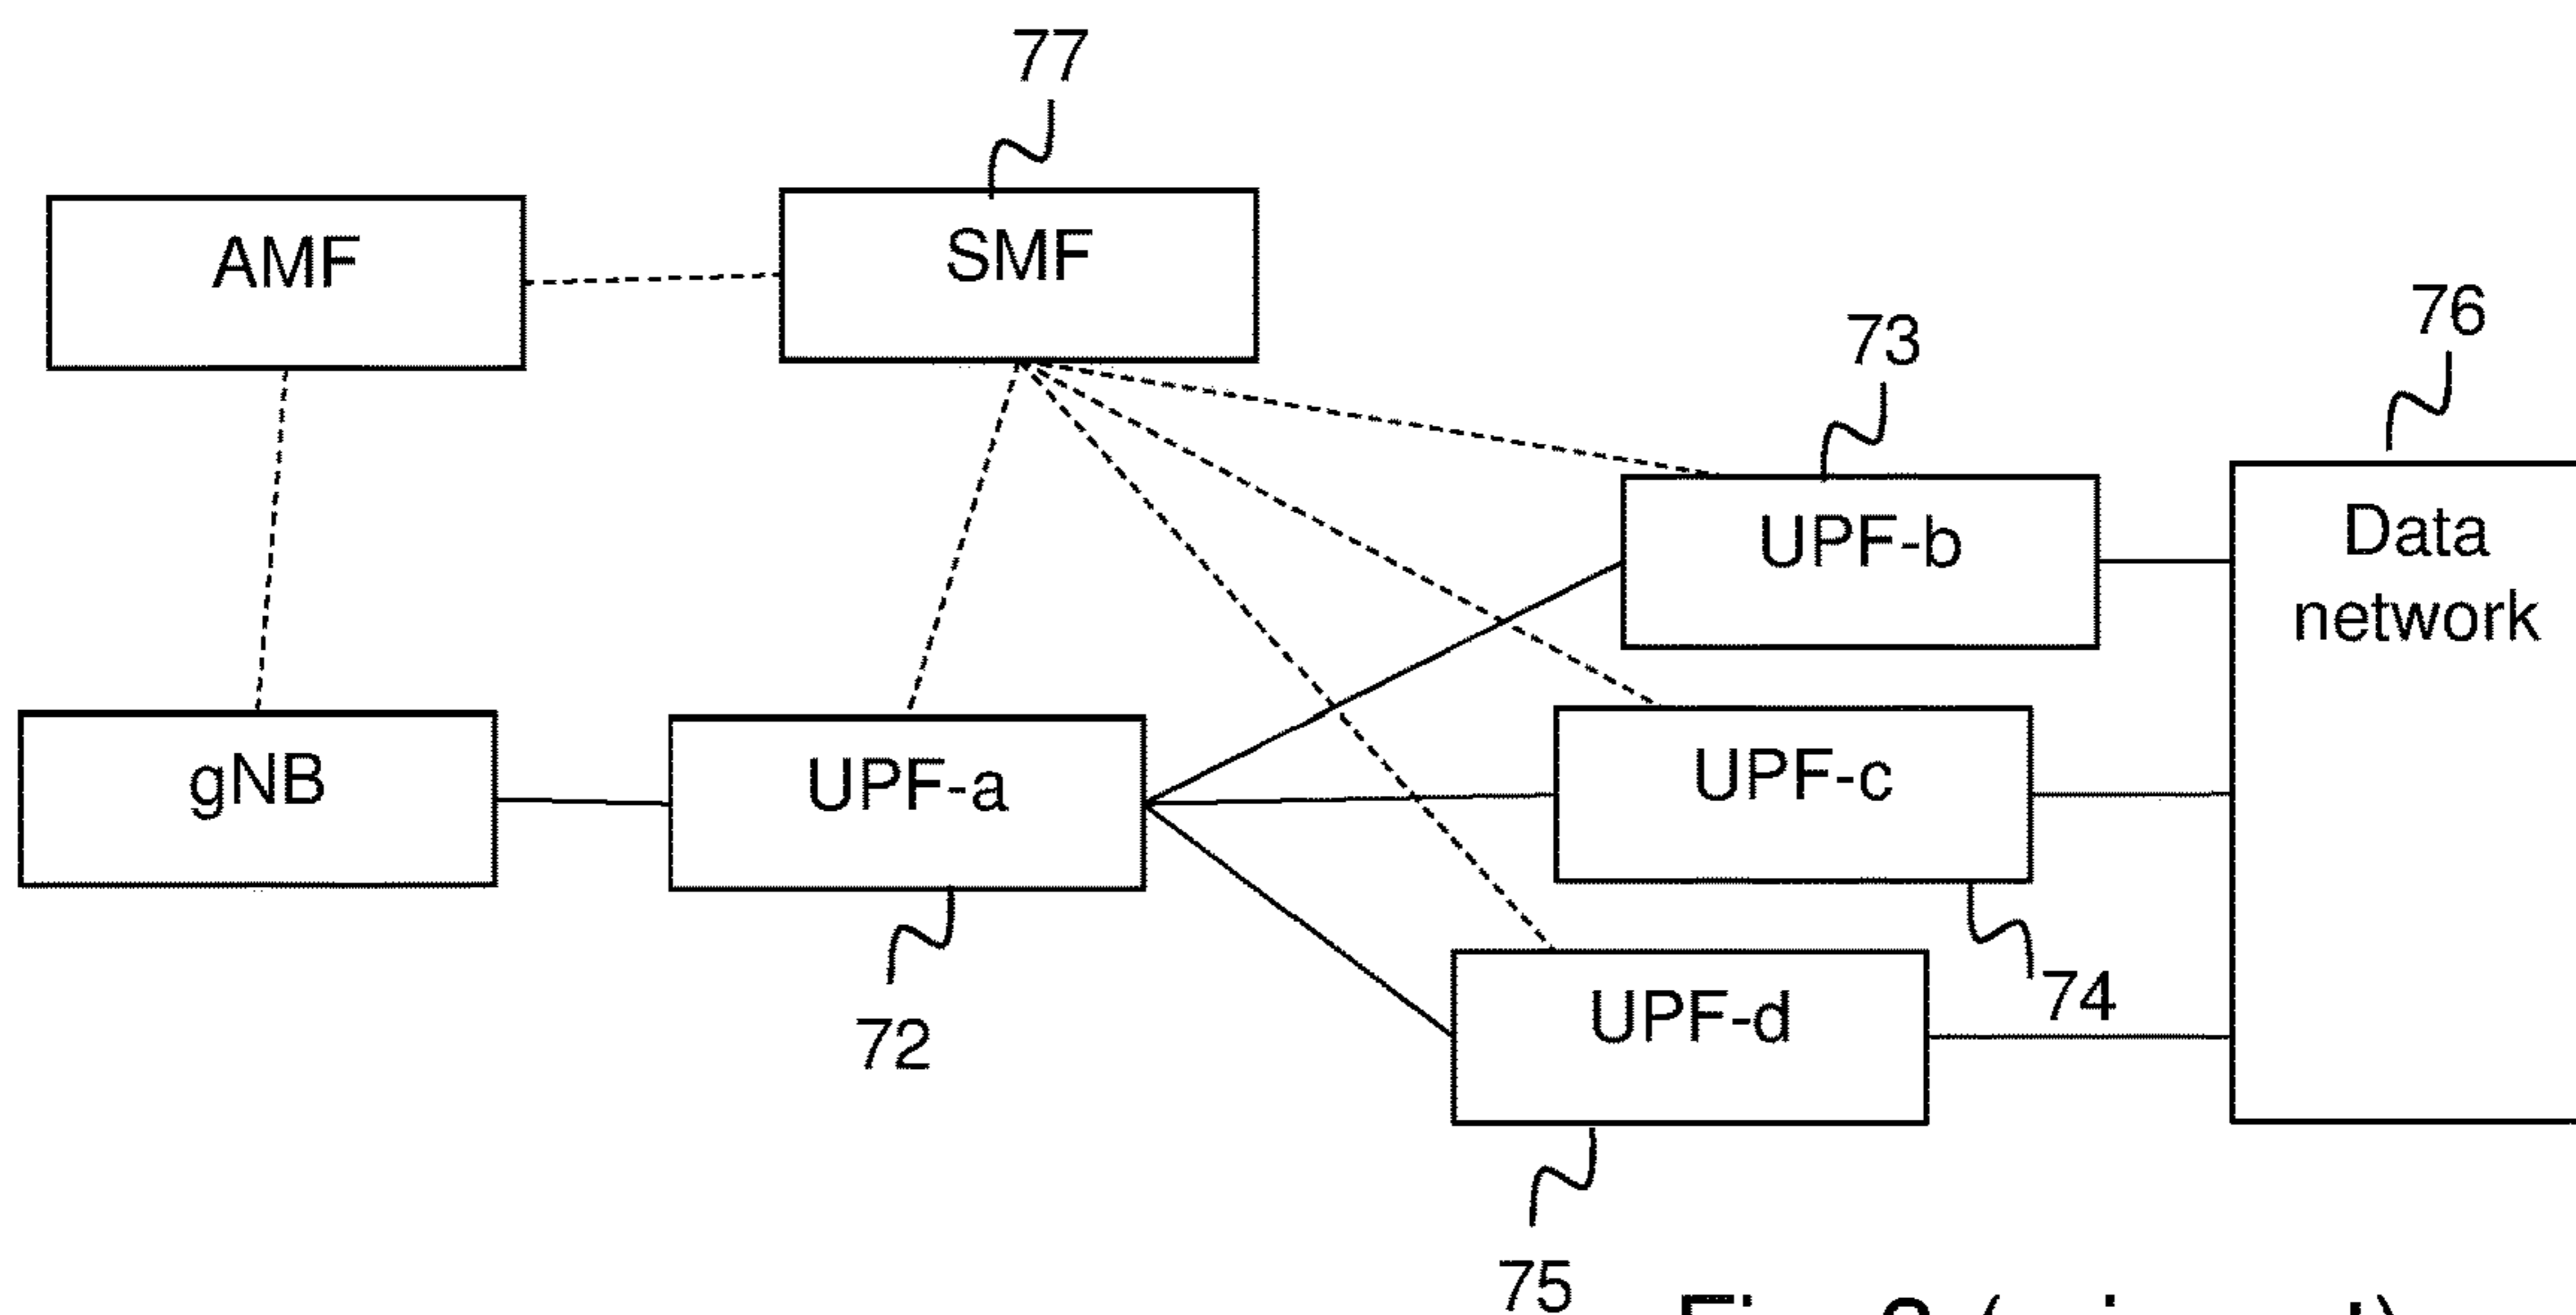 77
AMF
SMF
73
76
UPF-b
Data
network
gNB
UPF-a
UPF-c
72
UPF-d
74
75